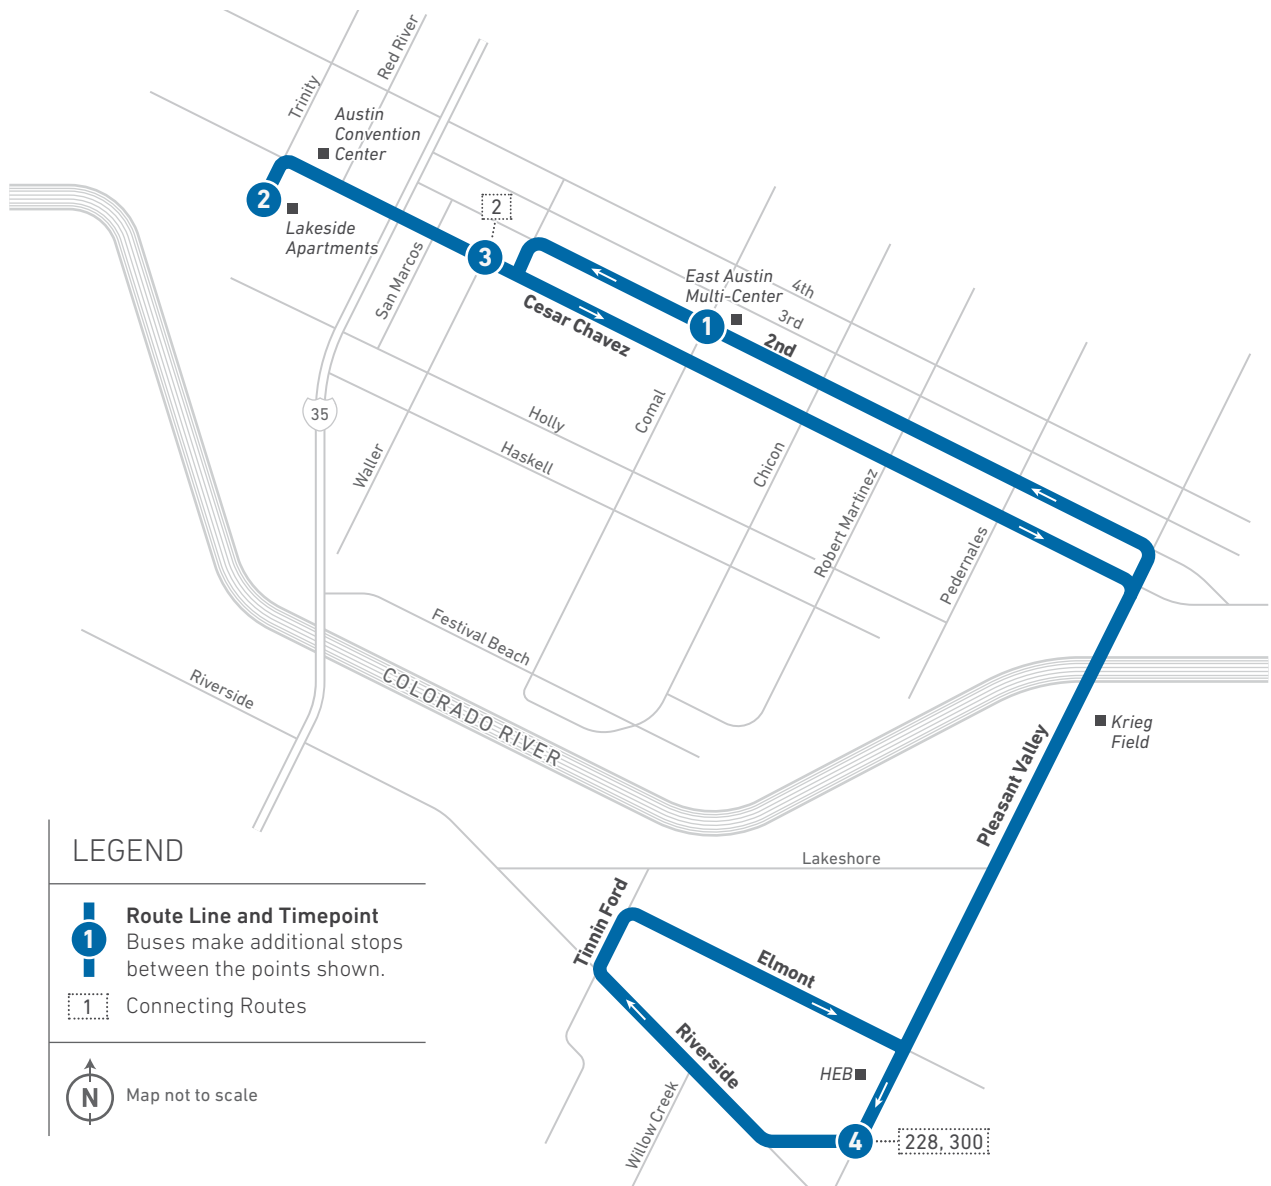 Red River
Trinity
Austin
Convention
Center
2
Lakeside
Apartments
2
3
San Marcos
East Austin
Multi-Center
4th
3rd
2nd
1
Cesar Chavez
35
Holly
Haskell
Waller
Comal
Chicon
Robert Martinez
Pedernales
Festival Beach
Riverside
COLORADO RIVER
Krieg
Field
Pleasant Valley
Lakeshore
Tinnin Ford
Elmont
Riverside
HEB
Willow Creek
4
228, 300
LEGEND
1
Route Line and Timepoint
Buses make additional stops
between the points shown.
1
Connecting Routes
N
Map not to scale